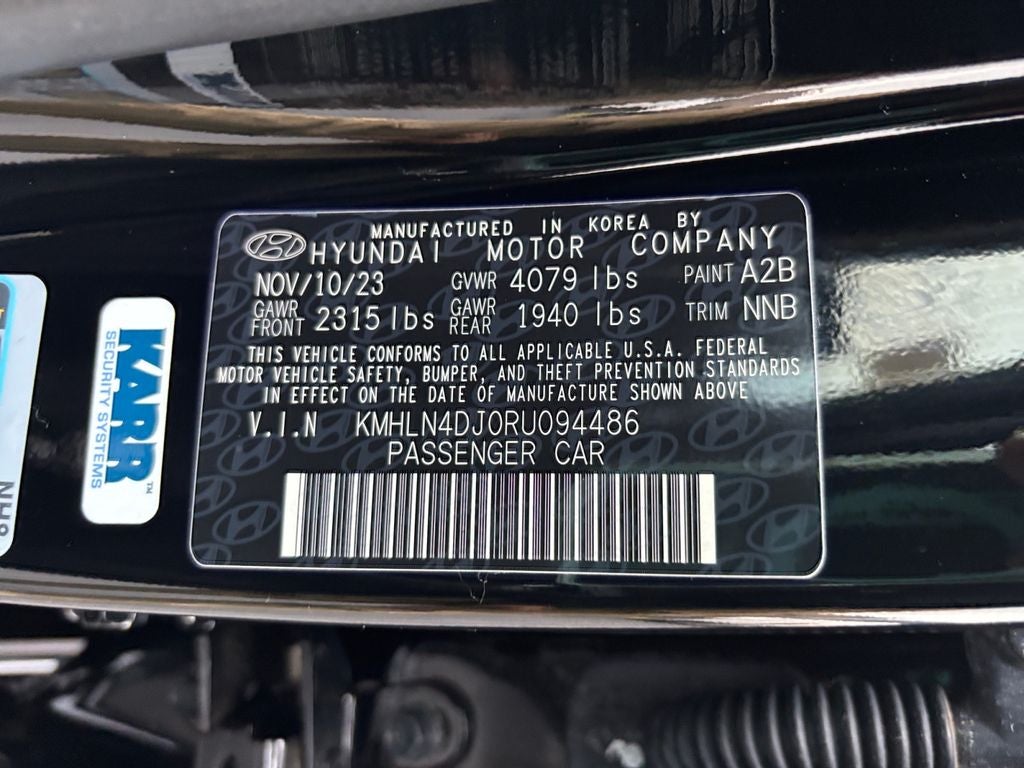 MANUFACTURED IN KOREA BY
HYUNDAI MOTOR COMPANY
NOV/10/23 GVWR 4079 lbs PAINT A2B
GAWR FRONT 2315 lbs GAWR REAR 1940 lbs TRIM NNB
THIS VEHICLE CONFORMS TO ALL APPLICABLE U.S.A. FEDERAL
MOTOR VEHICLE SAFETY, BUMPER, AND THEFT PREVENTION STANDARDS
IN EFFECT ON THE DATE OF MANUFACTURE SHOWN ABOVE
V.I.N KMHLN4DJ0RU094486
PASSENGER CAR
KARR™
SECURITY SYSTEMS